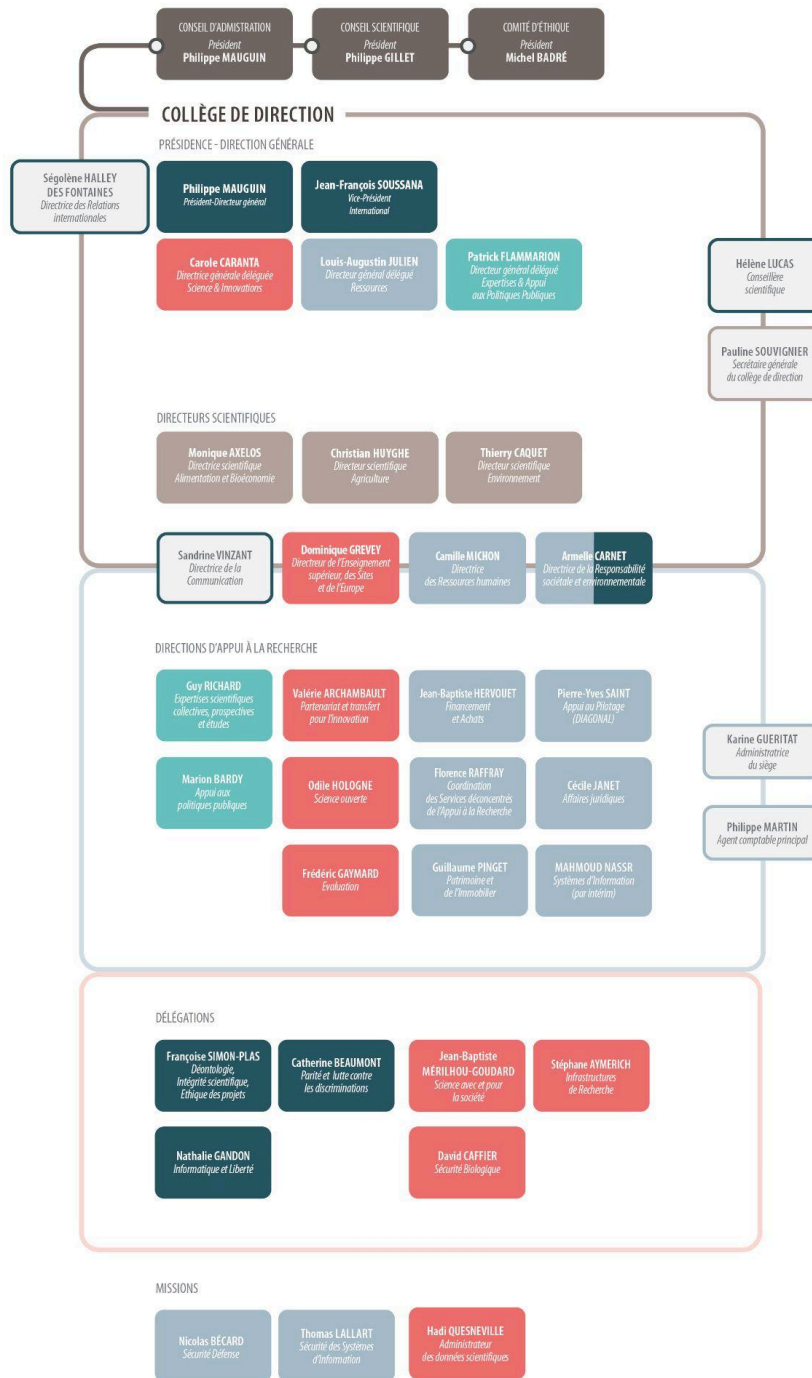 CONSEIL D'ADMISTRATION
Président
Philippe MAUGUIN
CONSEIL SCIENTIFIQUE
Président
Philippe GILLET
COMITÉ D'ÉTHIQUE
Président
Michel BADRÉ
COLLÈGE DE DIRECTION
PRÉSIDENCE - DIRECTION GÉNÉRALE
Ségolène HALLEY
DES FONTAINES
Directrice des Relations
internationales
Philippe MAUGUIN
Président-Directeur général
Jean-François SOUSSANA
Vice-Président
International
Carole CARANTA
Directrice générale déléguée
Science & Innovations
Louis-Augustin JULIEN
Directeur général délégué
Ressources
Patrick FLAMMARION
Directeur général délégué
Expertises & Appui
aux Politiques Publiques
Hélène LUCAS
Conseillère
scientifique
Pauline SOUVIGNIER
Secrétaire générale
du collège de direction
DIRECTEURS SCIENTIFIQUES
Monique AXELOS
Directrice scientifique
Alimentation et Bioéconomie
Christian HUYGHE
Directeur scientifique
Agriculture
Thierry CAQUET
Directeur scientifique
Environnement
Sandrine VINZANT
Directrice de la
Communication
Dominique GREVEY
Directreur de l'Enseignement
supérieur, des Sites
et de l'Europe
Camille MICHON
Directrice
des Ressources humaines
Armelle CARNET
Directrice de la Responsabilité
sociétale et environnementale
DIRECTIONS D'APPUI À LA RECHERCHE
Guy RICHARD
Expertises scientifiques
collectives, prospectives
et études
Valérie ARCHAMBAULT
Partenariat et transfert
pour l'innovation
Jean-Baptiste HERVOUET
Financement
et Achats
Pierre-Yves SAINT
Appui au Pilotage
(DIAGONAL)
Karine GUERITAT
Administratrice
du siège
Marion BARDY
Appui aux
politiques publiques
Odile HOLOGNE
Science ouverte
Florence RAFFRAY
Coordination
des Services déconcentrés
de l'Appui à la Recherche
Cécile JANET
Affaires juridiques
Philippe MARTIN
Agent comptable principal
Frédéric GAYMARD
Evaluation
Guillaume PINGET
Patrimoine et
de l'Immobilier
MAHMOUD NASSR
Systèmes d'Information
(par intérim)
DÉLÉGATIONS
Françoise SIMON-PLAS
Déontologie,
Intégrité scientifique,
Ethique des projets
Catherine BEAUMONT
Parité et lutte contre
les discriminations
Jean-Baptiste
MÉRILHOU-GOUDARD
Science avec et pour
la société
Stéphane AYMERICH
Infrastructures
de Recherche
Nathalie GANDON
Informatique et Liberté
David CAFFIER
Sécurité Biologique
MISSIONS
Nicolas BÉCARD
Sécurité Défense
Thomas LALLART
Sécurité des Systèmes
d'Information
Hadi QUESNEVILLE
Administrateur
des données scientifiques